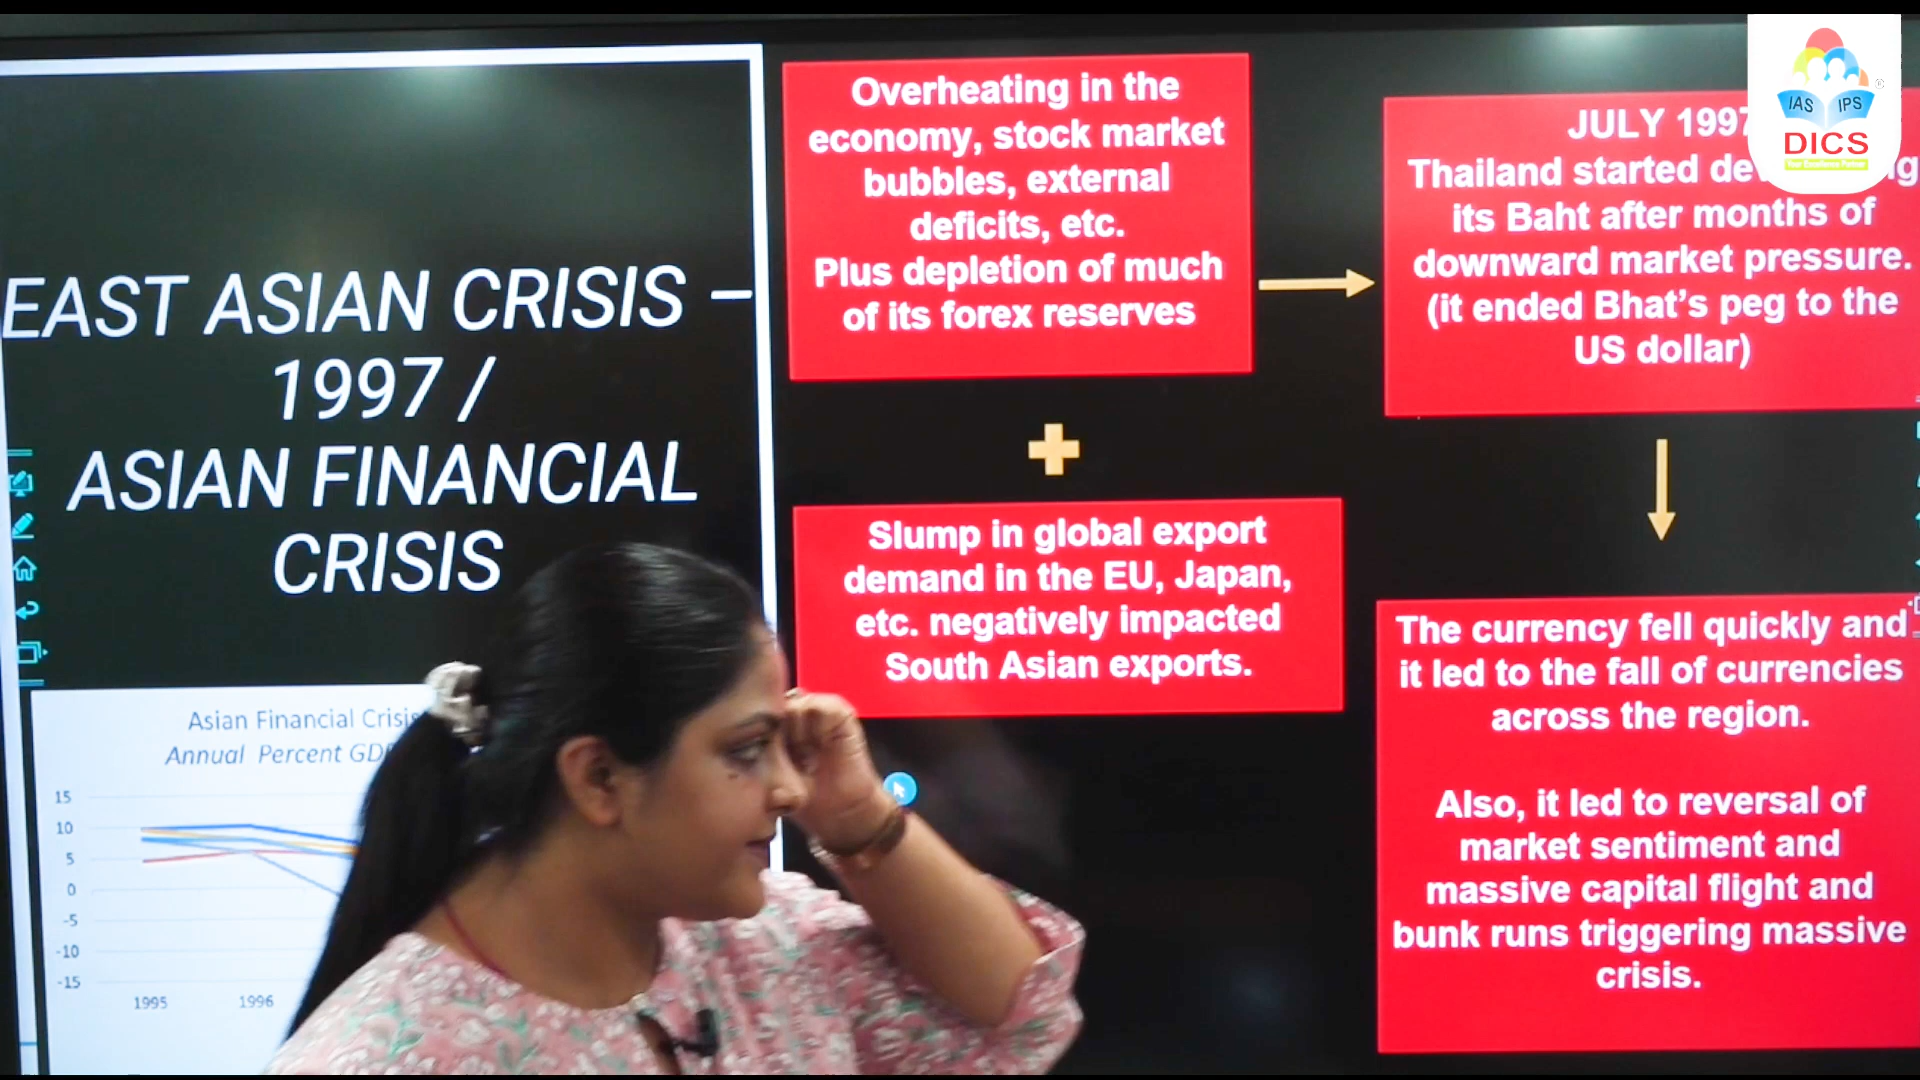 EAST ASIAN CRISIS –
1997 /
ASIAN FINANCIAL
CRISIS
Asian Financial Crisis
Annual Percent
15
10
5
0
-5
-10
-15
1995
1996
Overheating in the
economy, stock market
bubbles, external
deficits, etc.
Plus depletion of much
of its forex reserves
Slump in global export
demand in the EU, Japan,
etc. negatively impacted
South Asian exports.
JULY 1997
Thailand started
its Baht after months of
downward market pressure.
(it ended Bhat's peg to the
US dollar)
The currency fell quickly and
it led to the fall of currencies
across the region.
Also, it led to reversal of
market sentiment and
massive capital flight and
bunk runs triggering massive
crisis.
IAS IPS
DICS
Your Excellence Partner